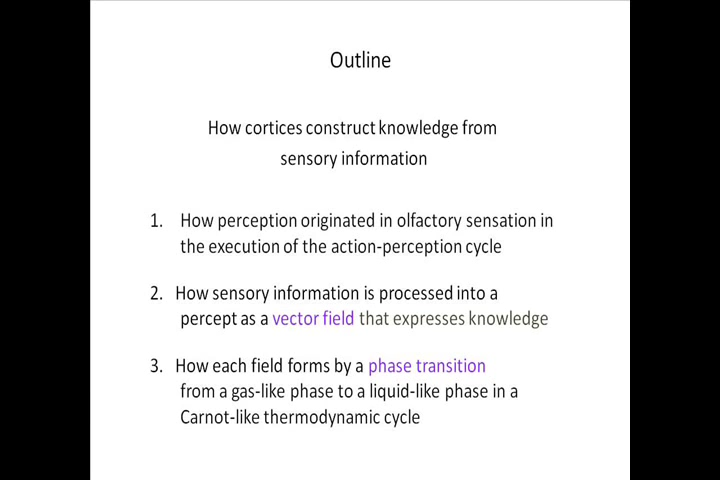 Outline
How cortices construct knowledge from
sensory information
1. How perception originated in olfactory sensation in
the execution of the action-perception cycle
2. How sensory information is processed into a
percept as a vector field that expresses knowledge
3. How each field forms by a phase transition
from a gas-like phase to a liquid-like phase in a
Carnot-like thermodynamic cycle